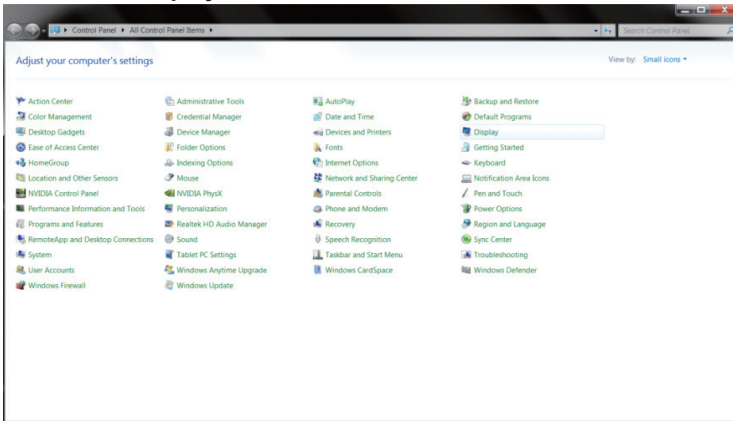 Control Panel ▸ All Control Panel Items ▸
Search Control Panel
Adjust your computer's settings
View by: Small icons
Action Center
Administrative Tools
AutoPlay
Backup and Restore
Color Management
Credential Manager
Date and Time
Default Programs
Desktop Gadgets
Device Manager
Devices and Printers
Display
Ease of Access Center
Folder Options
Fonts
Getting Started
HomeGroup
Indexing Options
Internet Options
Keyboard
Location and Other Sensors
Mouse
Network and Sharing Center
Notification Area Icons
NVIDIA Control Panel
NVIDIA PhysX
Parental Controls
Pen and Touch
Performance Information and Tools
Personalization
Phone and Modem
Power Options
Programs and Features
Realtek HD Audio Manager
Recovery
Region and Language
RemoteApp and Desktop Connections
Sound
Speech Recognition
Sync Center
System
Tablet PC Settings
Taskbar and Start Menu
Troubleshooting
User Accounts
Windows Anytime Upgrade
Windows CardSpace
Windows Defender
Windows Firewall
Windows Update